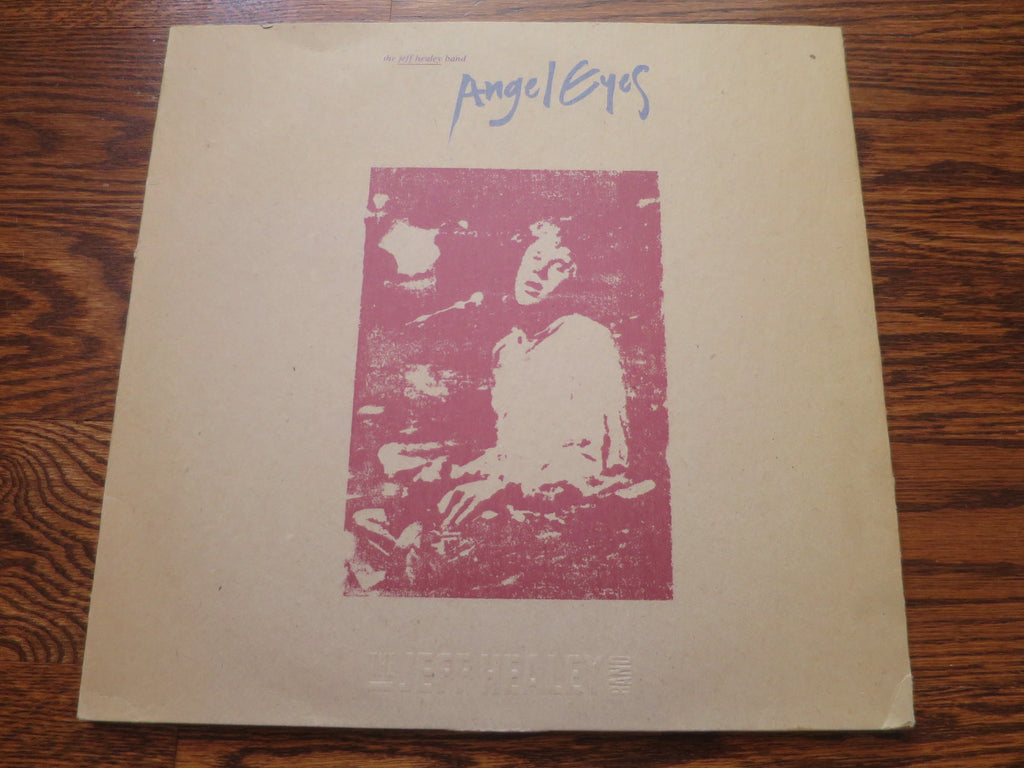 the jeff healey band
Angel Eyes
THE JEFF HEALEY BAND